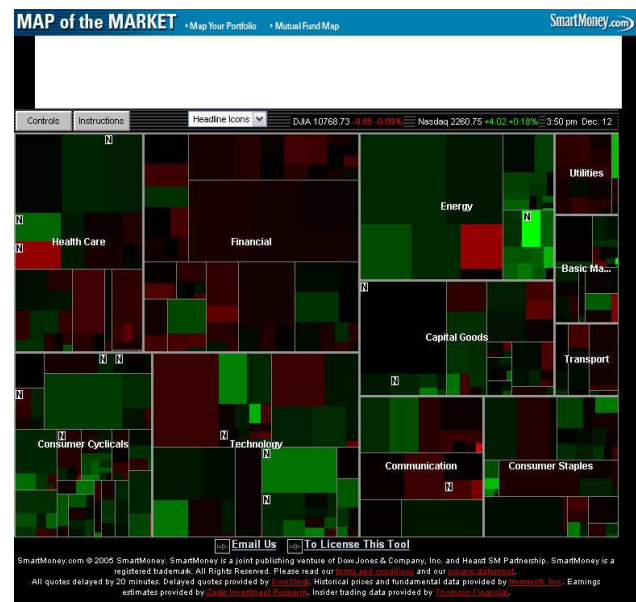 MAP of the MARKET
Map Your Portfolio
Mutual Fund Map
SmartMoney.com
Controls
Instructions
Headline Icons
DJIA 10768.73 -9.85 -0.09%
Nasdaq 2260.75 +4.02 +0.18%
3:50 pm Dec. 12
N
Utilities
Energy
N
N
N
Health Care
Financial
Basic Ma...
N
Capital Goods
N
N
Transport
N
N
N
Consumer Cyclicals
N
Technology
N
Communication
Consumer Staples
N
N
Email Us
To License This Tool
SmartMoney.com © 2005 SmartMoney. SmartMoney is a joint publishing venture of Dow Jones & Company, Inc. and Hearst SM Partnership. SmartMoney is a
registered trademark. All Rights Reserved. Please read our terms and conditions and our privacy statement.
All quotes delayed by 20 minutes. Delayed quotes provided by ComStock. Historical prices and fundamental data provided by Hemscott, Inc.. Earnings
estimates provided by Zacks Investment Research. Insider trading data provided by Thomson Financial.